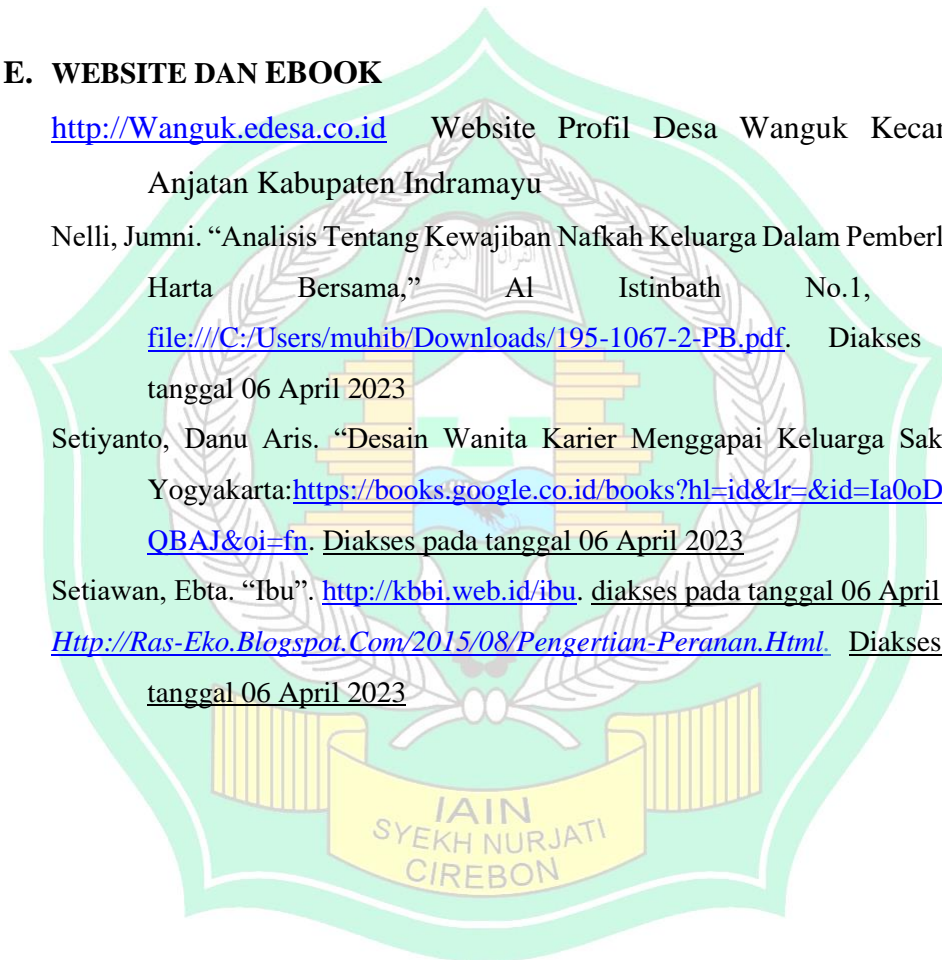 E. WEBSITE DAN EBOOK
http://Wanguk.edesa.co.id Website Profil Desa Wanguk
Anjatan Kabupaten Indramayu
Nelli, Jumni. “Analisis Tentang Kewajiban Nafkah Keluarga Dalam
Harta Bersama,” Al Istinbath No.1,
file:///C:/Users/muhib/Downloads/195-1067-2-PB.pdf. Diakses
tanggal 06 April 2023
Setiyanto, Danu Aris. “Desain Wanita Karier Menggapai Keluarga
Yogyakarta:https://books.google.co.id/books?hl=id&lr=&id=Ia0oD
QBAJ&oi=fn. Diakses pada tanggal 06 April 2023
Setiawan, Ebta. “Ibu”. http://kbbi.web.id/ibu. diakses pada tanggal 06 April
Http://Ras-Eko.Blogspot.Com/2015/08/Pengertian-Peranan.Html. Diakses
tanggal 06 April 2023
IAIN
SYEKH NURJATI
CIREBON